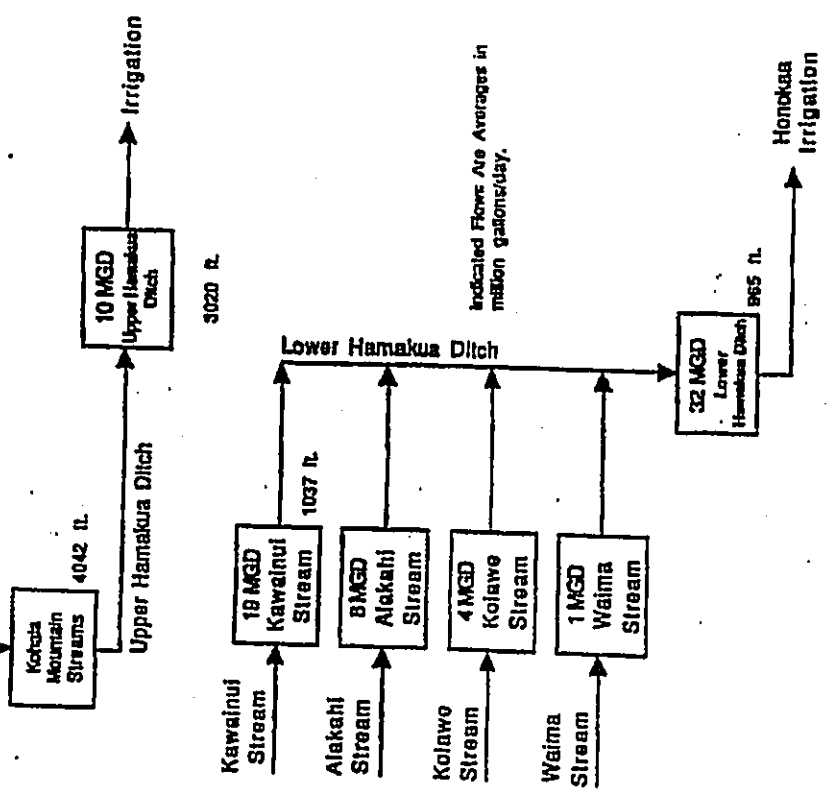 Kohala
Mountain
Streams
4042 ft.
Upper Hamakua Ditch
10 MGD
Upper Hamakua
Ditch
3020 ft.
Irrigation
Kawainui
Stream
19 MGD
Kawainui
Stream
1037 ft.
Alakahi
Stream
8 MGD
Alakahi
Stream
Kolawe
Stream
4 MGD
Kolawe
Stream
Waima
Stream
1 MGD
Waima
Stream
Lower Hamakua Ditch
Indicated Flows Are Averages in
million gallons/day.
32 MGD
Lower
Hamakua Ditch
965 ft.
Honokaa
Irrigation